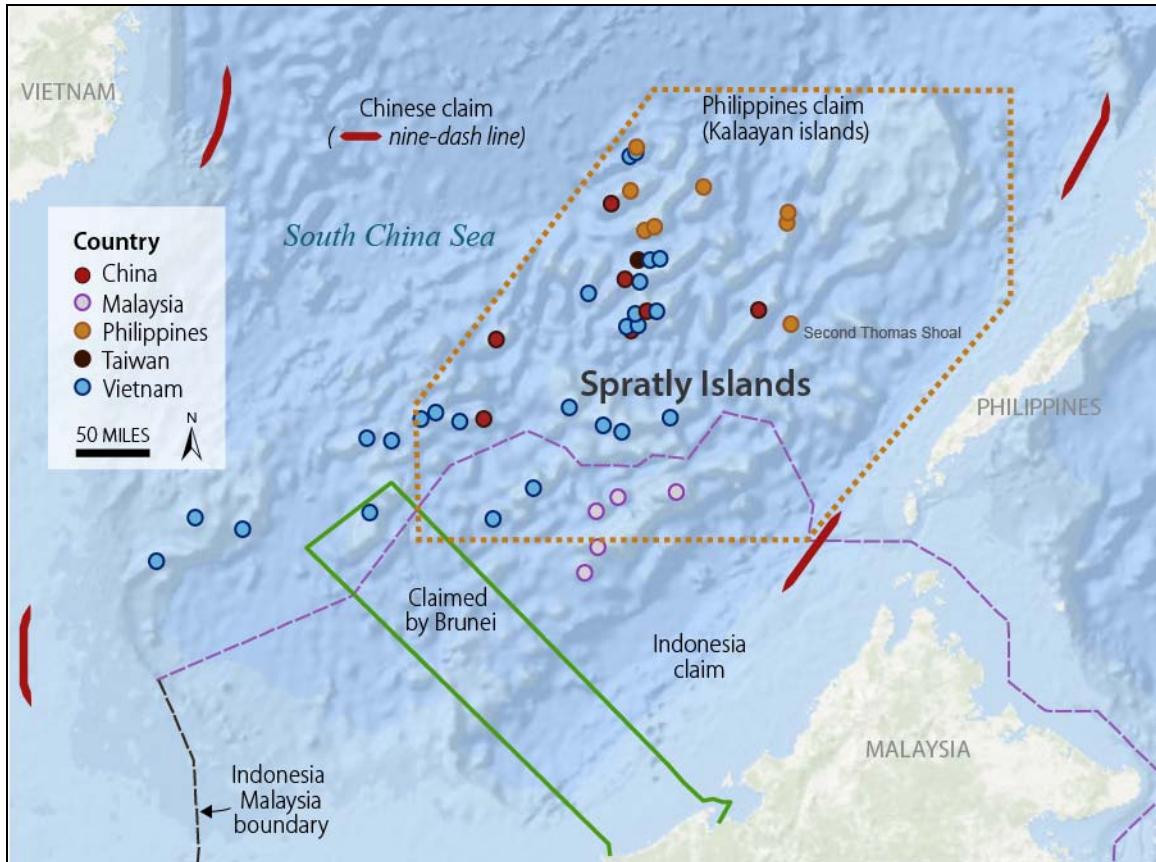 VIETNAM
Chinese claim
( nine-dash line)
Philippines claim
(Kalaayan islands)
South China Sea
Country
China
Malaysia
Philippines
Taiwan
Vietnam
50 MILES
N
Second Thomas Shoal
Spratly Islands
PHILIPPINES
Claimed
by Brunei
Indonesia
claim
MALAYSIA
Indonesia
Malaysia
boundary